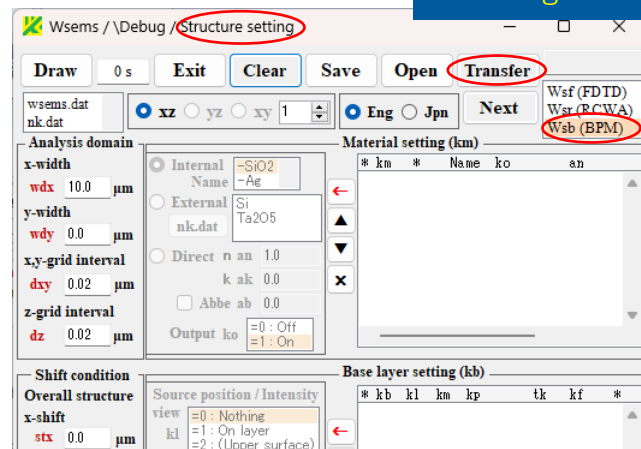 Wsems / \Debug / Structure setting
Draw 0 s Exit Clear Save Open Transfer
Wsf (FDTD)
Wsr (RCWA)
Wsb (BPM)
wsems.dat
nk.dat
xz yz xy 1 Eng Jpn Next
Analysis domain
x-width
wdx 10.0 μm
y-width
wdy 0.0 μm
x,y-grid interval
dxy 0.02 μm
z-grid interval
dz 0.02 μm
Internal Name
-SiO2
-Ag
External
nk.dat
Si
Ta2O5
Direct n an 1.0
k ak 0.0
Abbe ab 0.0
Output ko
=0 : Off
=1 : On
Material setting (km)
* km * Name ko an
Shift condition
Overall structure
x-shift
stx 0.0 μm
Source position / Intensity
view
kl
=0 : Nothing
=1 : On layer
=2 : (Upper surface)
Base layer setting (kb)
* kb kl km kp tk kf *